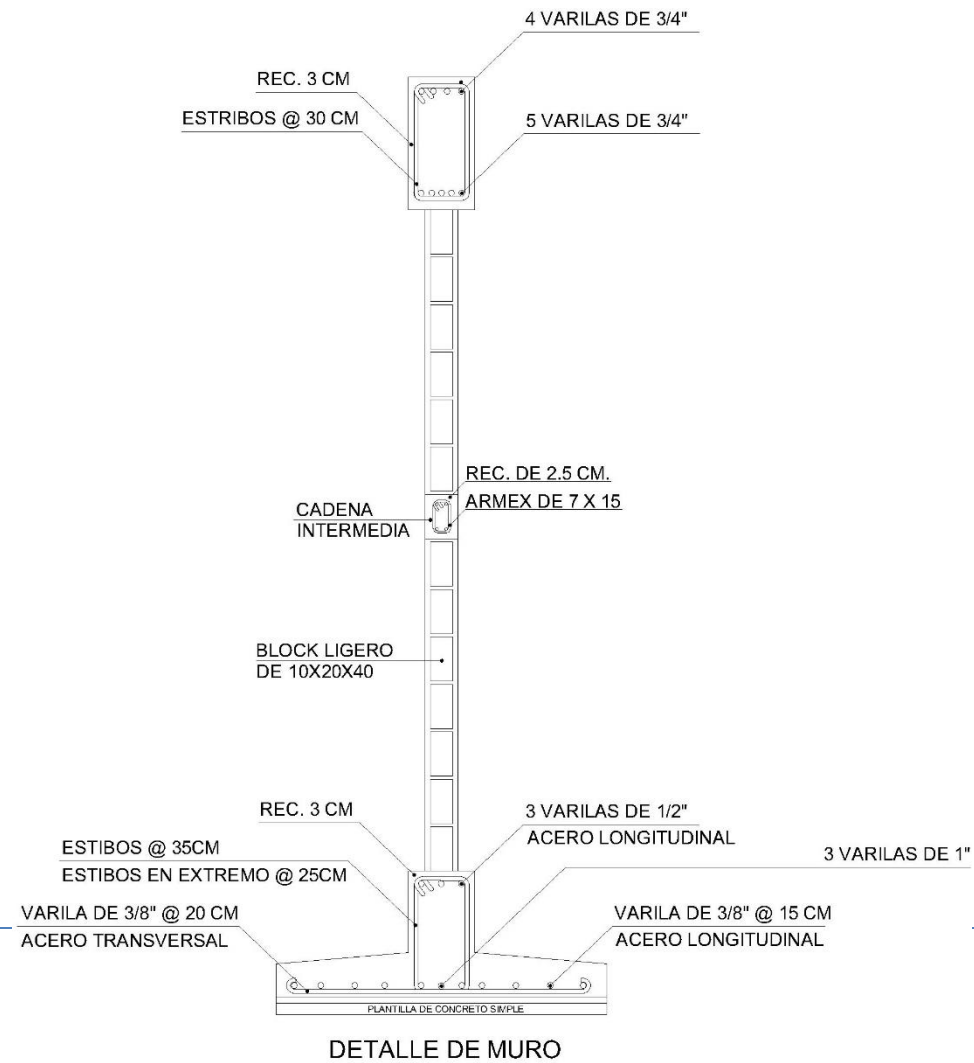 4 VARILAS DE 3/4"
REC. 3 CM
ESTRIBOS @ 30 CM
5 VARILAS DE 3/4"
REC. DE 2.5 CM.
ARMEX DE 7 X 15
CADENA
INTERMEDIA
BLOCK LIGERO
DE 10X20X40
REC. 3 CM
3 VARILAS DE 1/2"
ACERO LONGITUDINAL
ESTIBOS @ 35CM
ESTIBOS EN EXTREMO @ 25CM
3 VARILAS DE 1"
VARILA DE 3/8" @ 20 CM
ACERO TRANSVERSAL
VARILA DE 3/8" @ 15 CM
ACERO LONGITUDINAL
PLANTILLA DE CONCRETO SIMPLE
DETALLE DE MURO